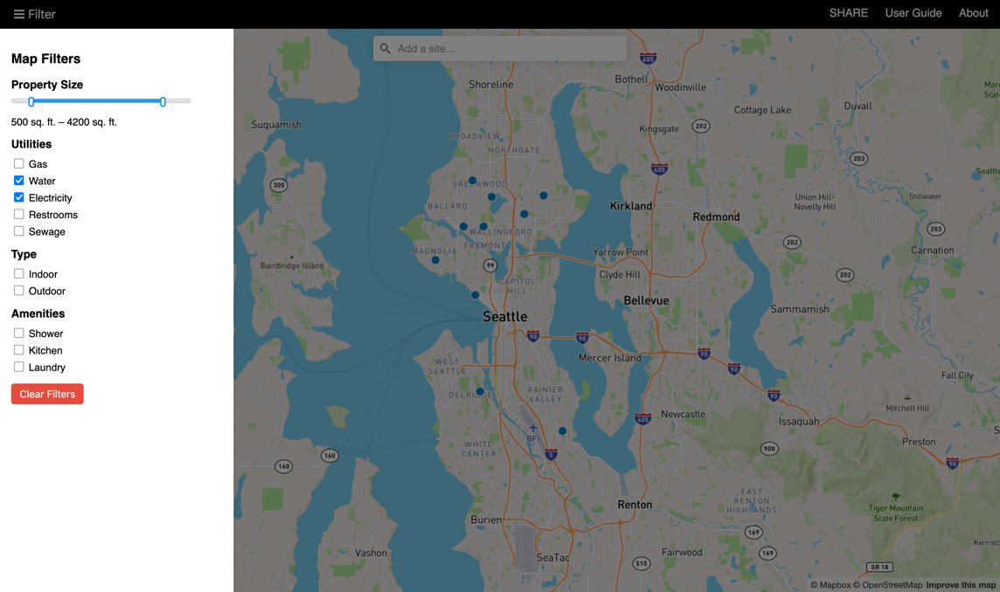 Filter
SHARE User Guide About
Map Filters
Property Size
500 sq. ft. – 4200 sq. ft.
Utilities
Gas
Water
Electricity
Restrooms
Sewage
Type
Indoor
Outdoor
Amenities
Shower
Kitchen
Laundry
Clear Filters
Add a site...
405
Bothell
Woodinville
Shoreline
Cottage Lake
Duvall
Suquamish
Kingsgate
202
BROADVIEW
NORTHGATE
203
405
305
GREENWOOD
Stillwater
BALLARD
Kirkland
Redmond
Union Hill-
Novelty Hill
WALLINGFORD
203
FREMONT
202
MAGNOLIA
Yarrow Point
Carnation
Bainbridge Island
99
Clyde Hill
202
CAPITOL
HILL
Bellevue
Sammamish
Seattle
90
90
90
Mercer Island
WEST
SEATTLE
90
Fall City
DELRIDGE
RAINIER
VALLEY
90
Mitchell Hill
405
Newcastle
Issaquah
BFI
Preston
WHITE
CENTER
5
900
160
160
90
Renton
EAST
RENTON
HIGHLANDS
Tiger Mountain
State Forest
Burien
169
Vashon
SeaTac
Fairwood
169
515
SR 18
© Mapbox © OpenStreetMap Improve this map